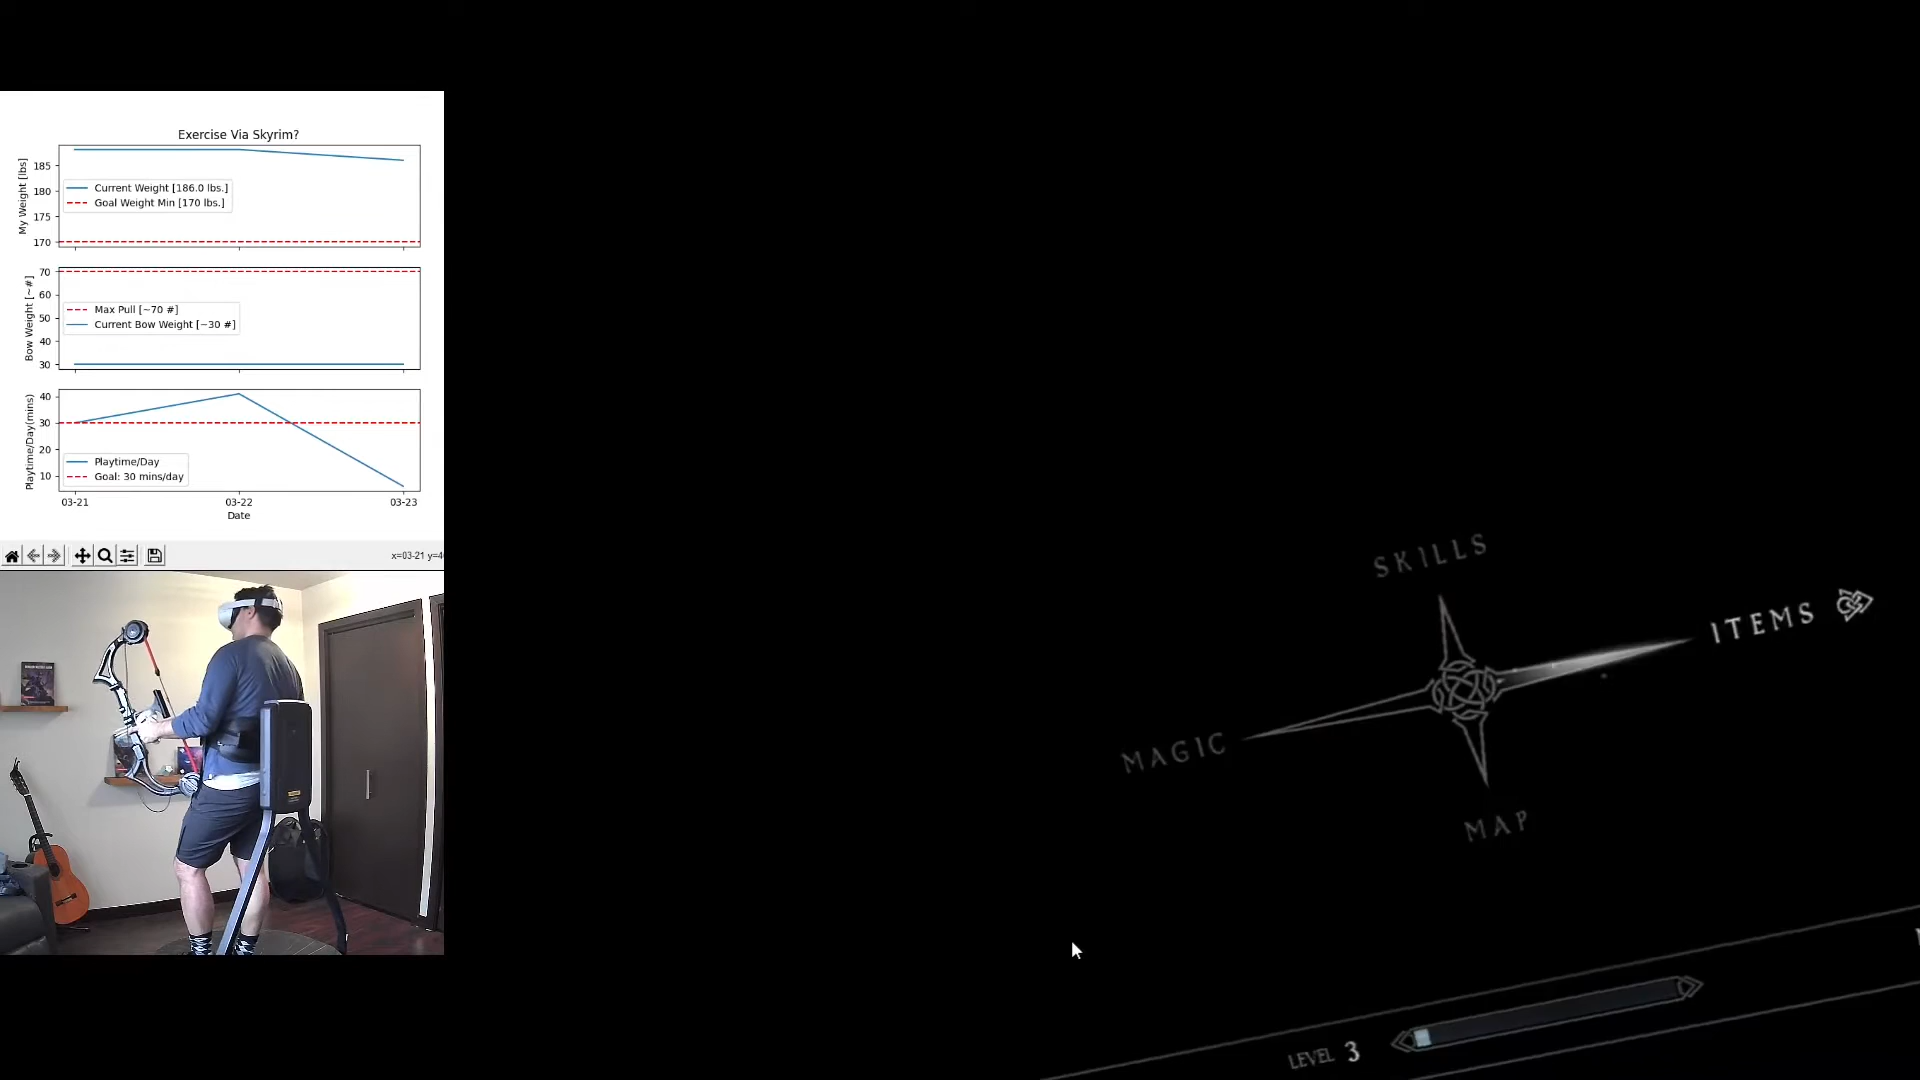 Exercise Via Skyrim?
My Weight [lbs]
185
180
175
170
Current Weight [186.0 lbs.]
Goal Weight Min [170 lbs.]
Bow Weight [~#]
70
60
50
40
30
Max Pull [~70 #]
Current Bow Weight [~30 #]
Playtime/Day(mins)
40
30
20
10
Playtime/Day
Goal: 30 mins/day
03-21
03-22
03-23
Date
x=03-21 y=4
SKILLS
ITEMS
MAGIC
MAP
LEVEL 3